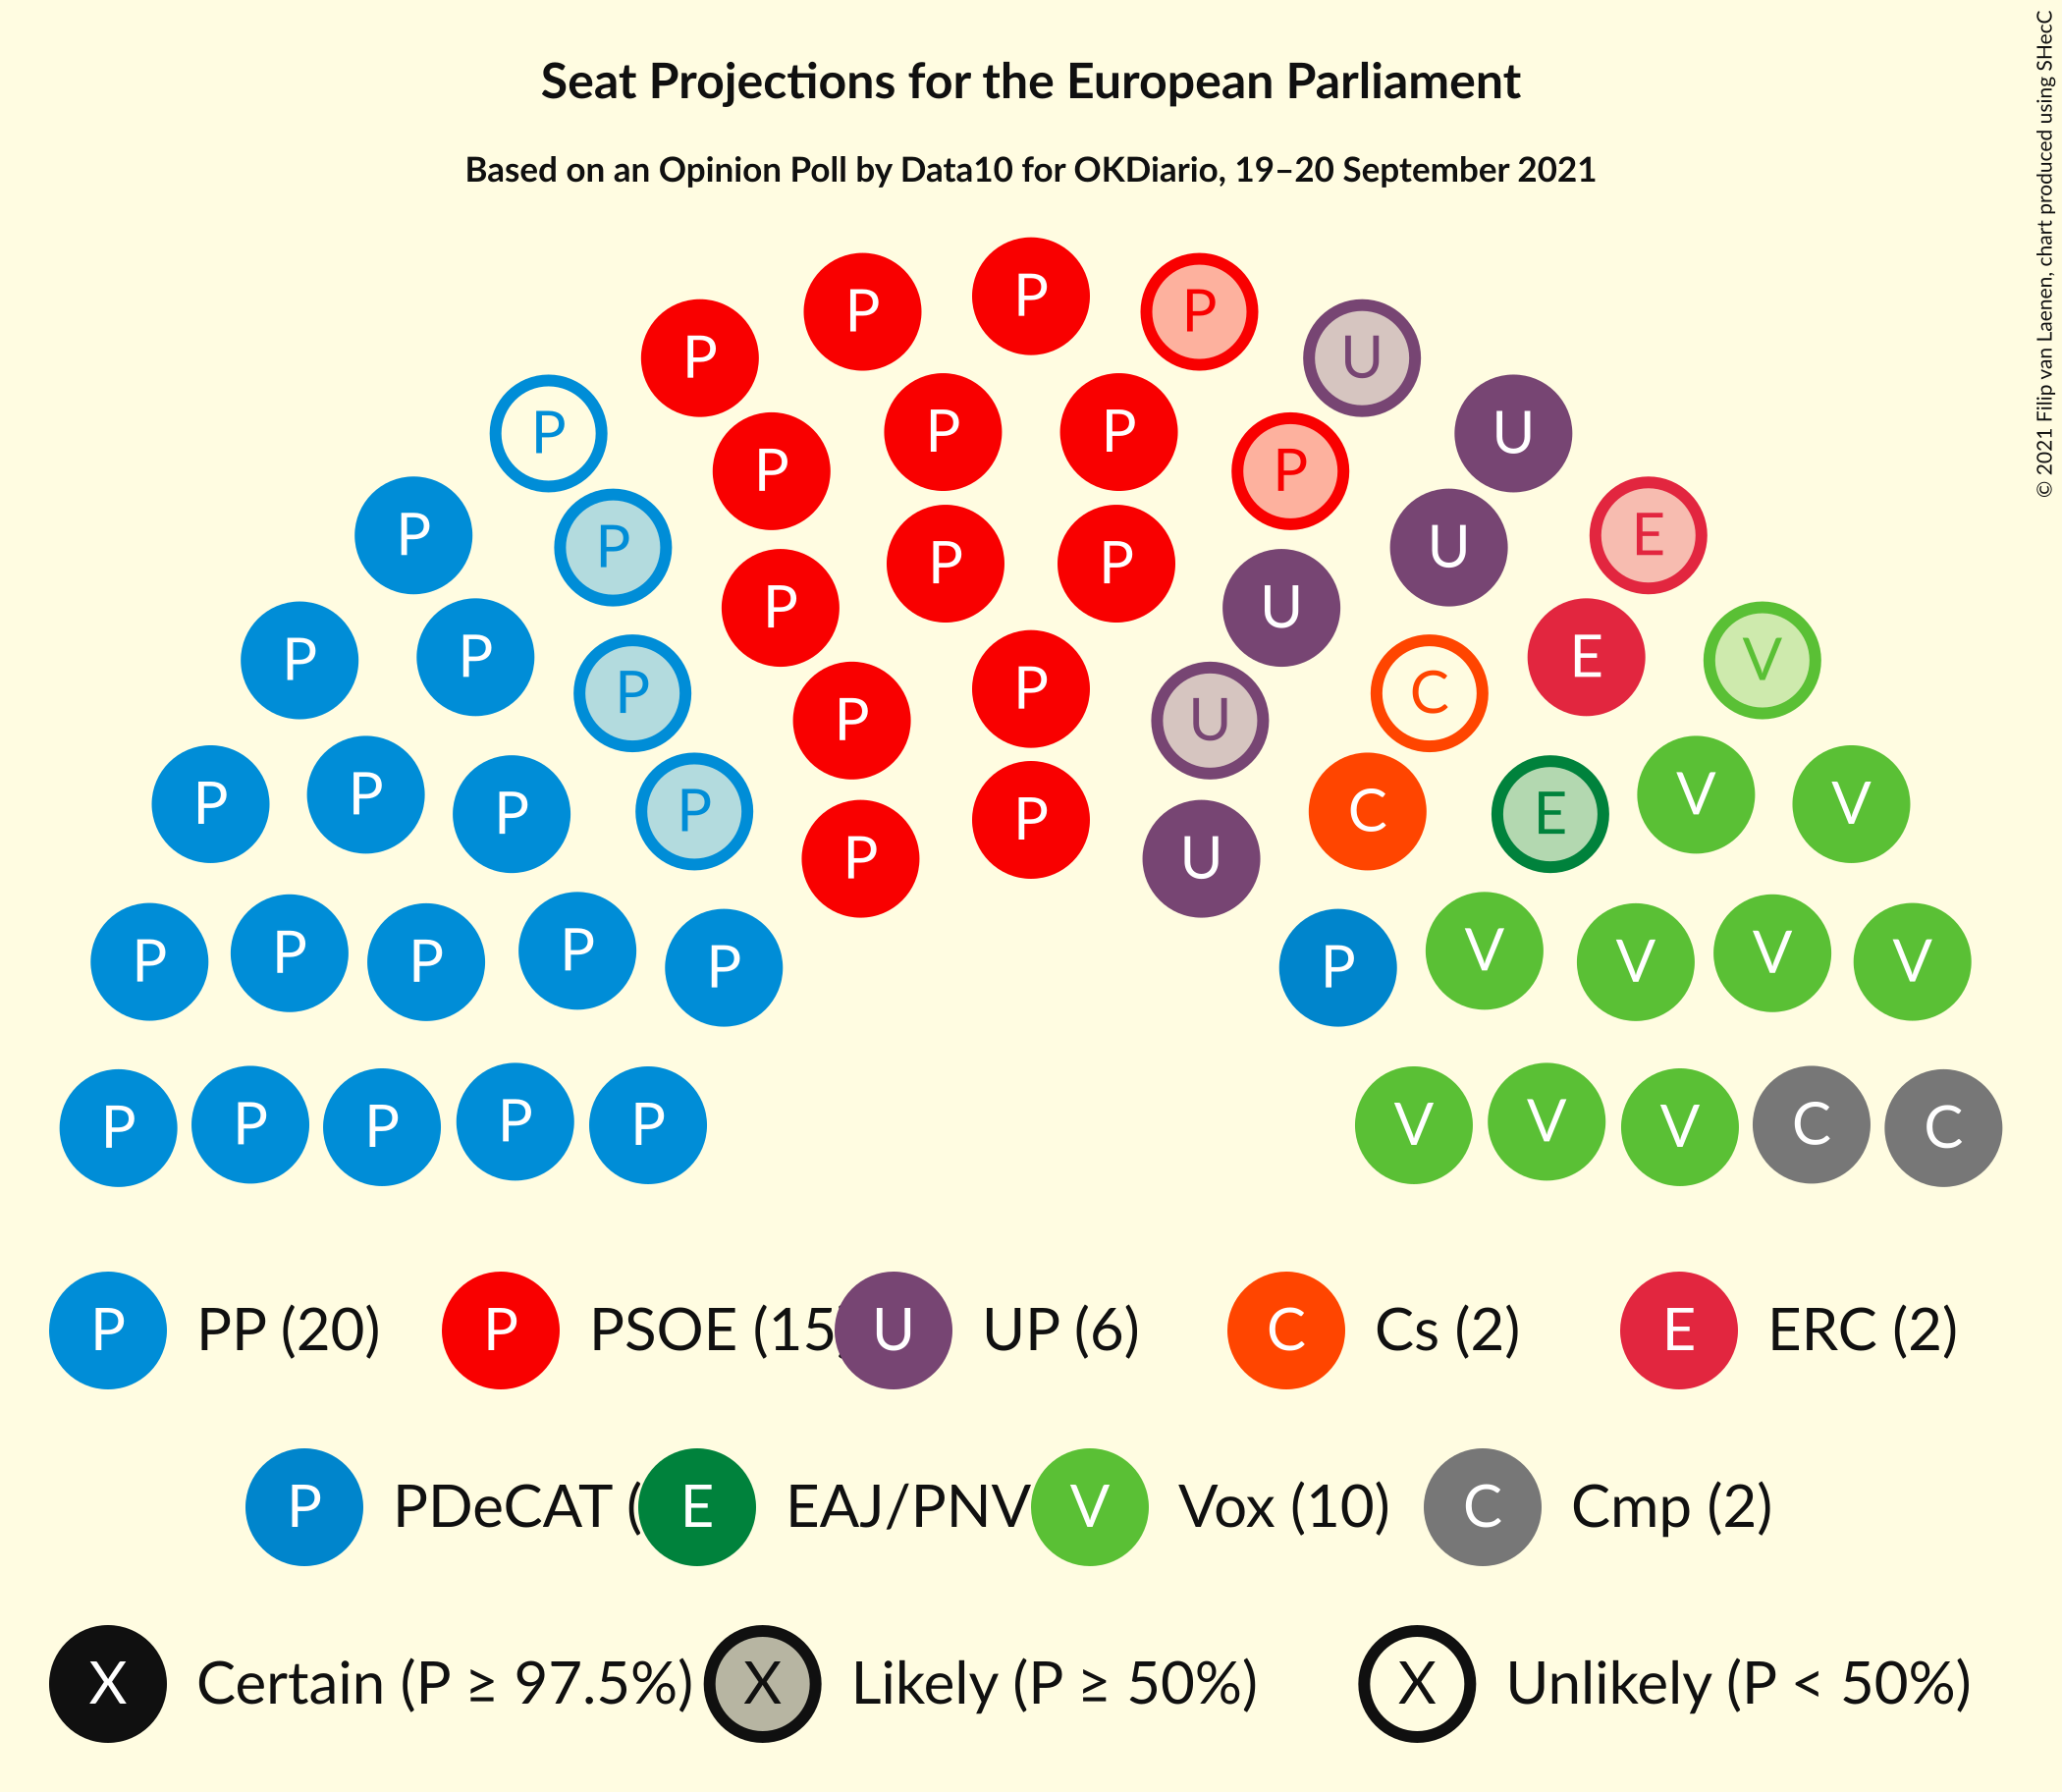 Seat Projections for the European Parliament
Based on an Opinion Poll by Data10 for OKDiario, 19–20 September 2021
© 2021 Filip van Laenen, chart produced using SHecC
P
P P
P U
P P P U
P P
P P P P U E
P U
P P P P C E V
P U
P P P P P C E V V
P U
P P P P P P V V V V
P P P P P V V V C C
P PP (20) P PSOE (15 U UP (6) C Cs (2) E ERC (2)
P PDeCAT ( E EAJ/PNV V Vox (10) C Cmp (2)
X Certain (P ≥ 97.5%) X Likely (P ≥ 50%) X Unlikely (P < 50%)